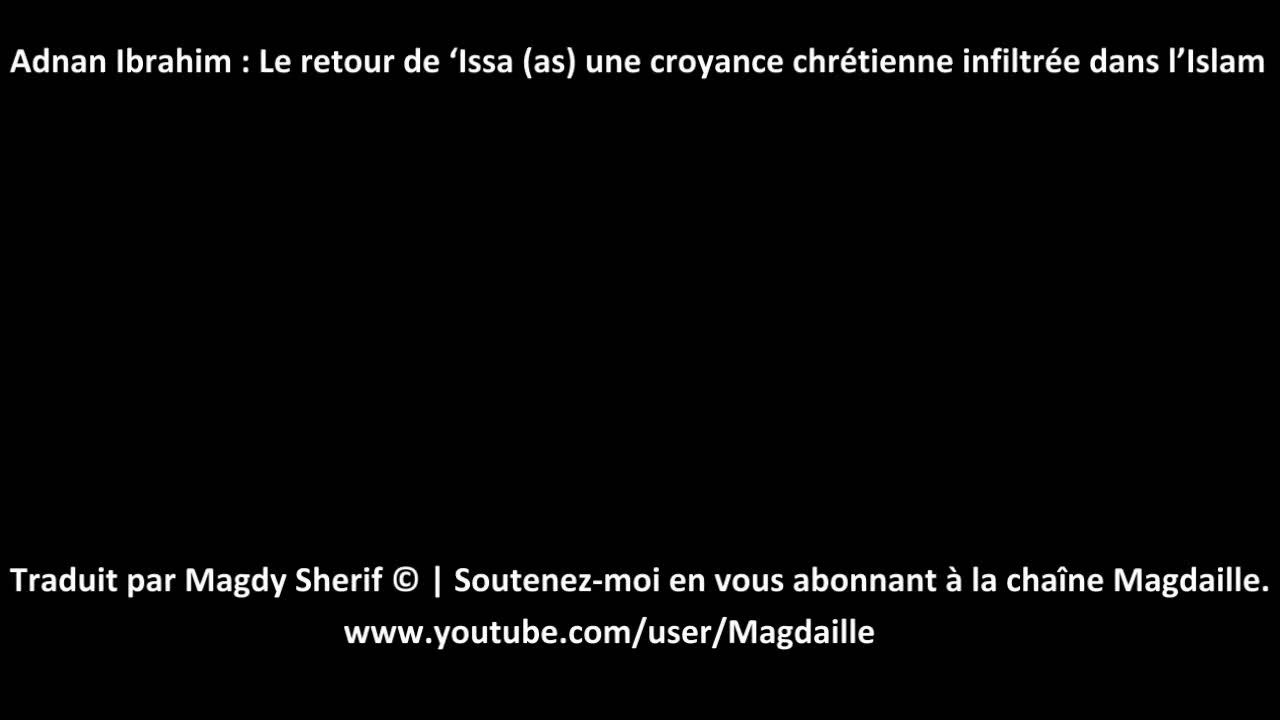 Adnan Ibrahim : Le retour de ‘Issa (as) une croyance chrétienne infiltrée dans l’Islam
Traduit par Magdy Sherif © | Soutenez-moi en vous abonnant à la chaîne Magdaille.
www.youtube.com/user/Magdaille